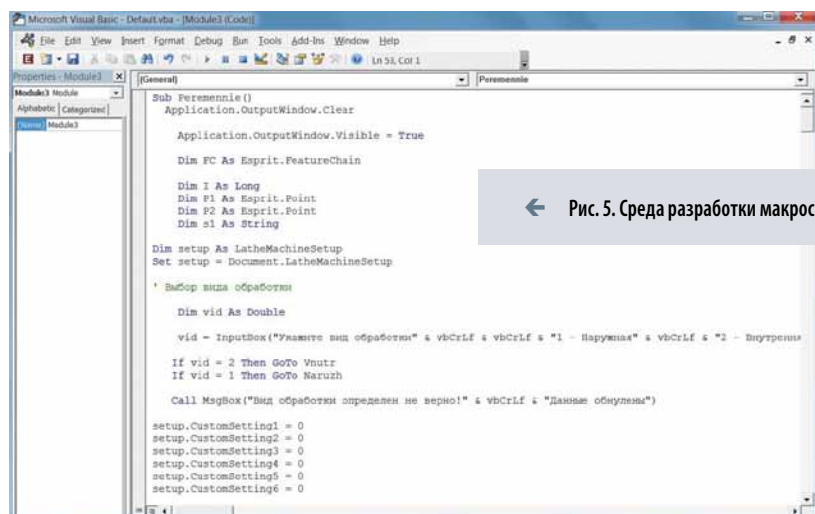 Microsoft Visual Basic - Default.vba - [Module3 (Code)]
File Edit View Insert Format Debug Run Tools Add-Ins Window Help
Ln 53, Col 1
Properties - Module3
(General)
Peremennie
Module3 Module
Alphabetic Categorized
(Name) Module3
Sub Peremennie()
Application.OutputWindow.Clear
Application.OutputWindow.Visible = True
Dim FC As Esprit.FeatureChain
Dim I As Long
Dim P1 As Esprit.Point
Dim P2 As Esprit.Point
Dim s1 As String
← Рис. 5. Среда разработки макрос
Dim setup As LatheMachineSetup
Set setup = Document.LatheMachineSetup
' Выбор вида обработки
Dim vid As Double
vid = InputBox("Укажите вид обработки" & vbCrLf & vbCrLf & "1 - Наружная" & vbCrLf & "2 - Внутрення
If vid = 2 Then GoTo Vnutr
If vid = 1 Then GoTo Naruzh
Call MsgBox("Вид обработки определен не верно!" & vbCrLf & "Данные обнулены")
setup.CustomSetting1 = 0
setup.CustomSetting2 = 0
setup.CustomSetting3 = 0
setup.CustomSetting4 = 0
setup.CustomSetting5 = 0
setup.CustomSetting6 = 0